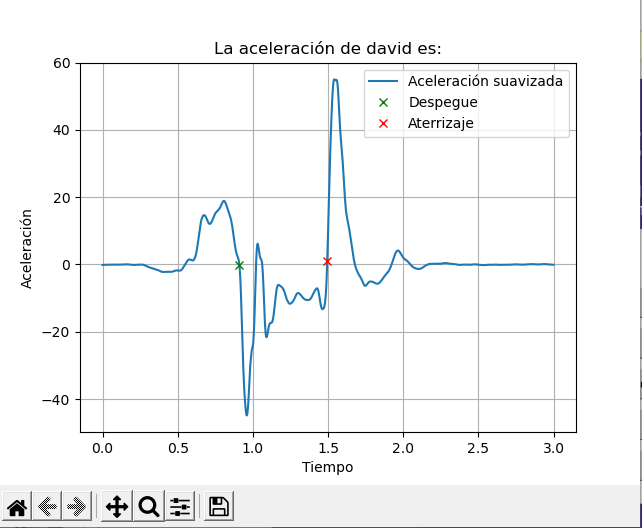 La aceleración de david es:
Aceleración suavizada
Despegue
Aterrizaje
60
40
20
0
−20
−40
Aceleración
0.0 0.5 1.0 1.5 2.0 2.5 3.0
Tiempo